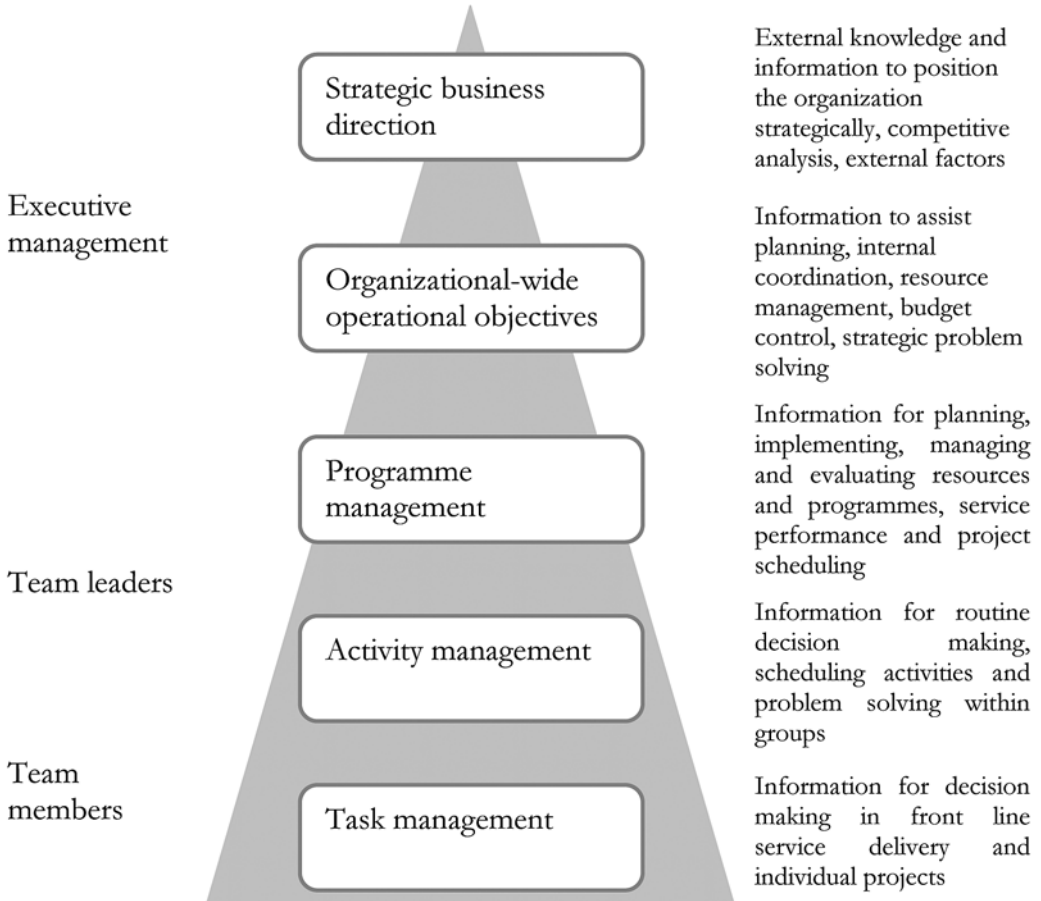 Strategic business
direction
External knowledge and
information to position
the organization
strategically, competitive
analysis, external factors
Executive
management
Organizational-wide
operational objectives
Information to assist
planning, internal
coordination, resource
management, budget
control, strategic problem
solving
Programme
management
Information for planning,
implementing, managing
and evaluating resources
and programmes, service
performance and project
scheduling
Team leaders
Activity management
Information for routine
decision making,
scheduling activities and
problem solving within
groups
Team
members
Task management
Information for decision
making in front line
service delivery and
individual projects